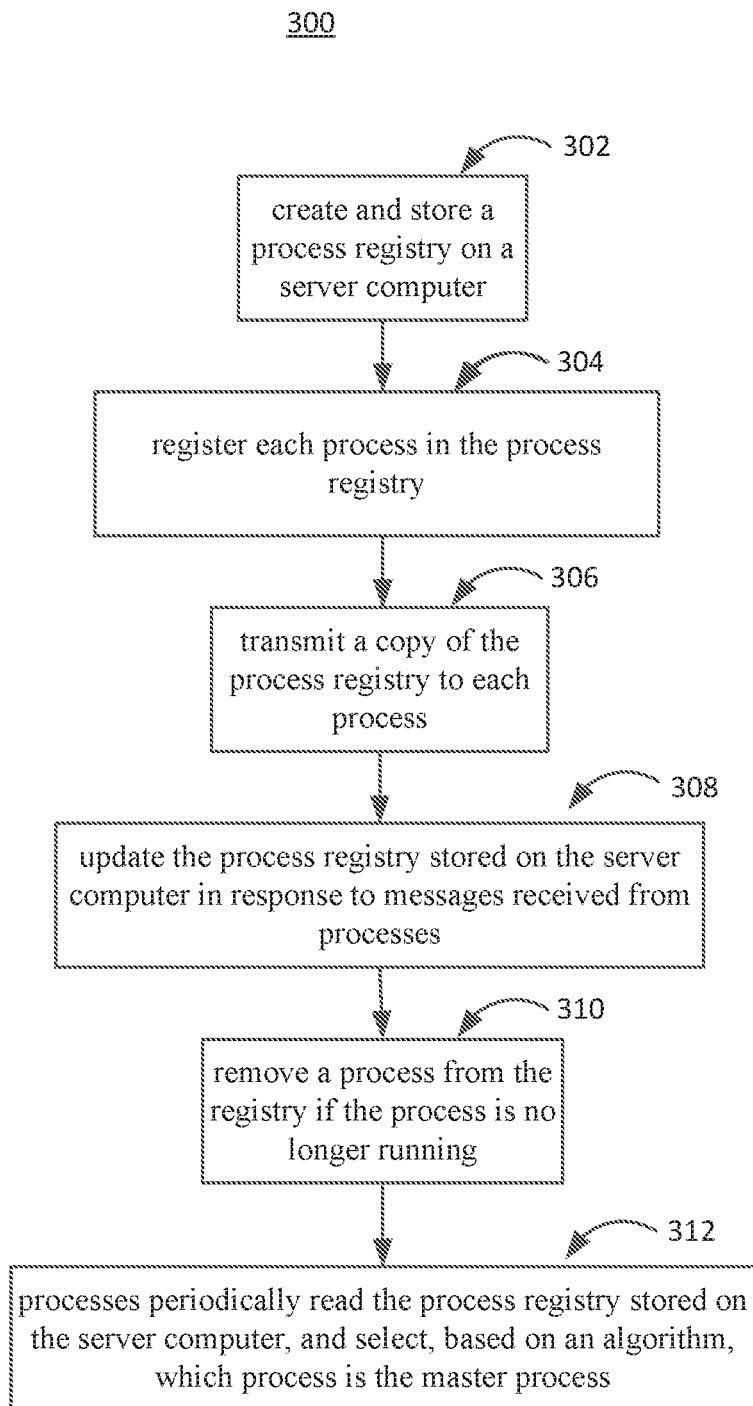 300
302
create and store a
process registry on a
server computer
304
register each process in the process
registry
306
transmit a copy of the
process registry to each
process
308
update the process registry stored on the server
computer in response to messages received from
processes
310
remove a process from the
registry if the process is no
longer running
312
processes periodically read the process registry stored on
the server computer, and select, based on an algorithm,
which process is the master process